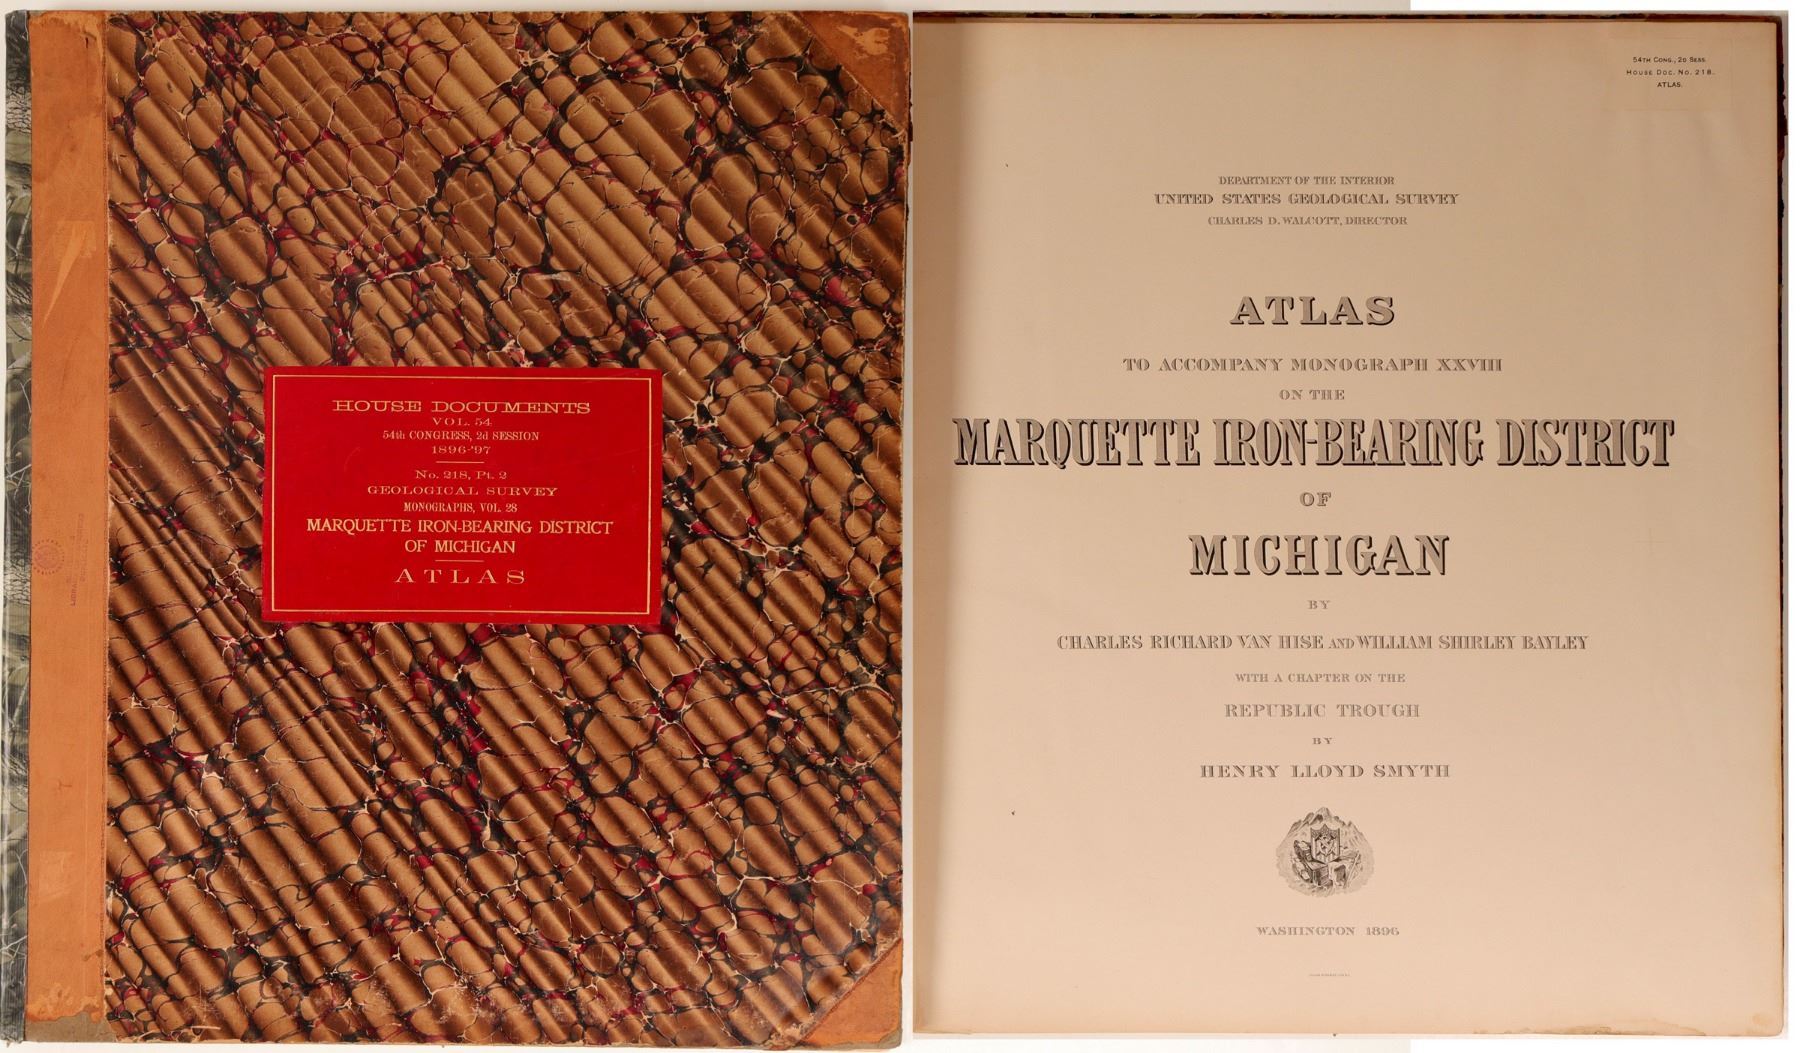 HOUSE DOCUMENTS
VOL. 54
54th CONGRESS, 2d SESSION
1896-'97
No. 218, Pt. 2
GEOLOGICAL SURVEY
MONOGRAPHS, VOL. 28
MARQUETTE IRON-BEARING DISTRICT
OF MICHIGAN
ATLAS
54TH CONG., 2D SESS.
HOUSE DOC. NO. 218.
ATLAS.
DEPARTMENT OF THE INTERIOR
UNITED STATES GEOLOGICAL SURVEY
CHARLES D. WALCOTT, DIRECTOR
ATLAS
TO ACCOMPANY MONOGRAPH XXVIII
ON THE
MARQUETTE IRON-BEARING DISTRICT
OF
MICHIGAN
BY
CHARLES RICHARD VAN HISE AND WILLIAM SHIRLEY BAYLEY
WITH A CHAPTER ON THE
REPUBLIC TROUGH
BY
HENRY LLOYD SMYTH
WASHINGTON 1896